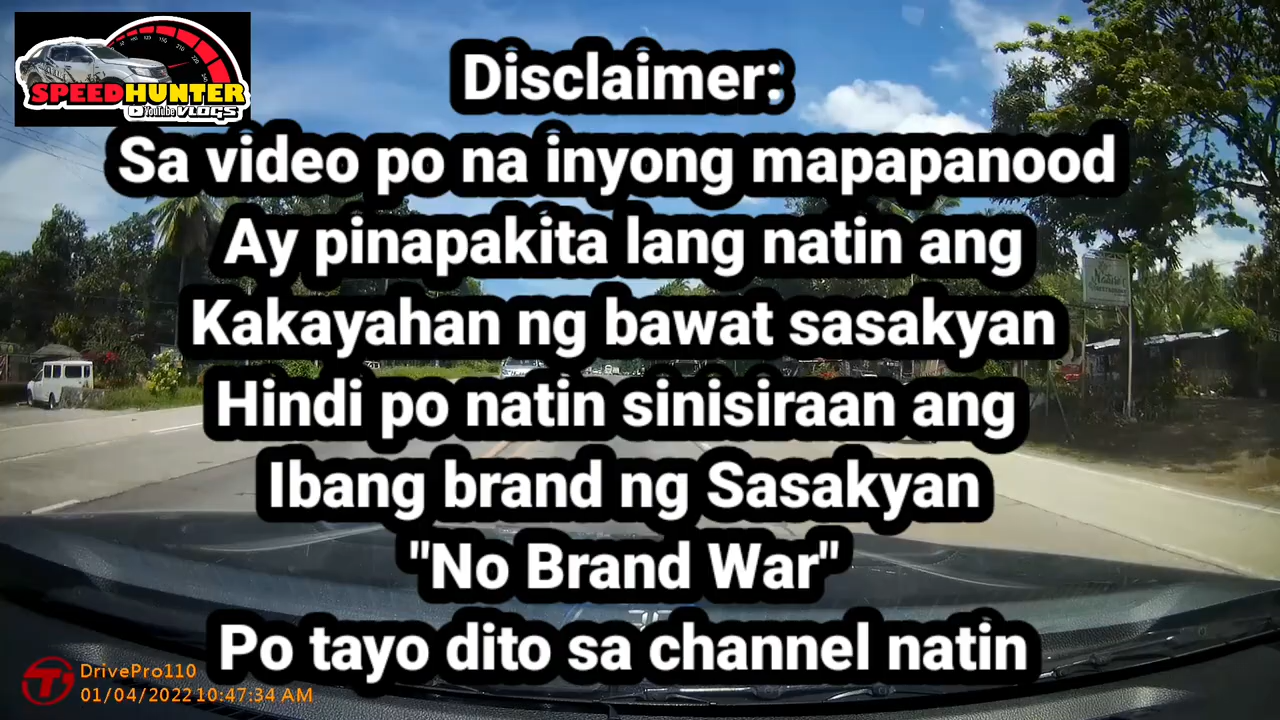 SPEEDHUNTER
YouTube VLOGS
Disclaimer:
Sa video po na inyong mapapanood
Ay pinapakita lang natin ang
Kakayahan ng bawat sasakyan
Hindi po natin sinisiraan ang
Ibang brand ng Sasakyan
"No Brand War"
Po tayo dito sa channel natin
DrivePro110
01/04/2022 10:47:34 AM